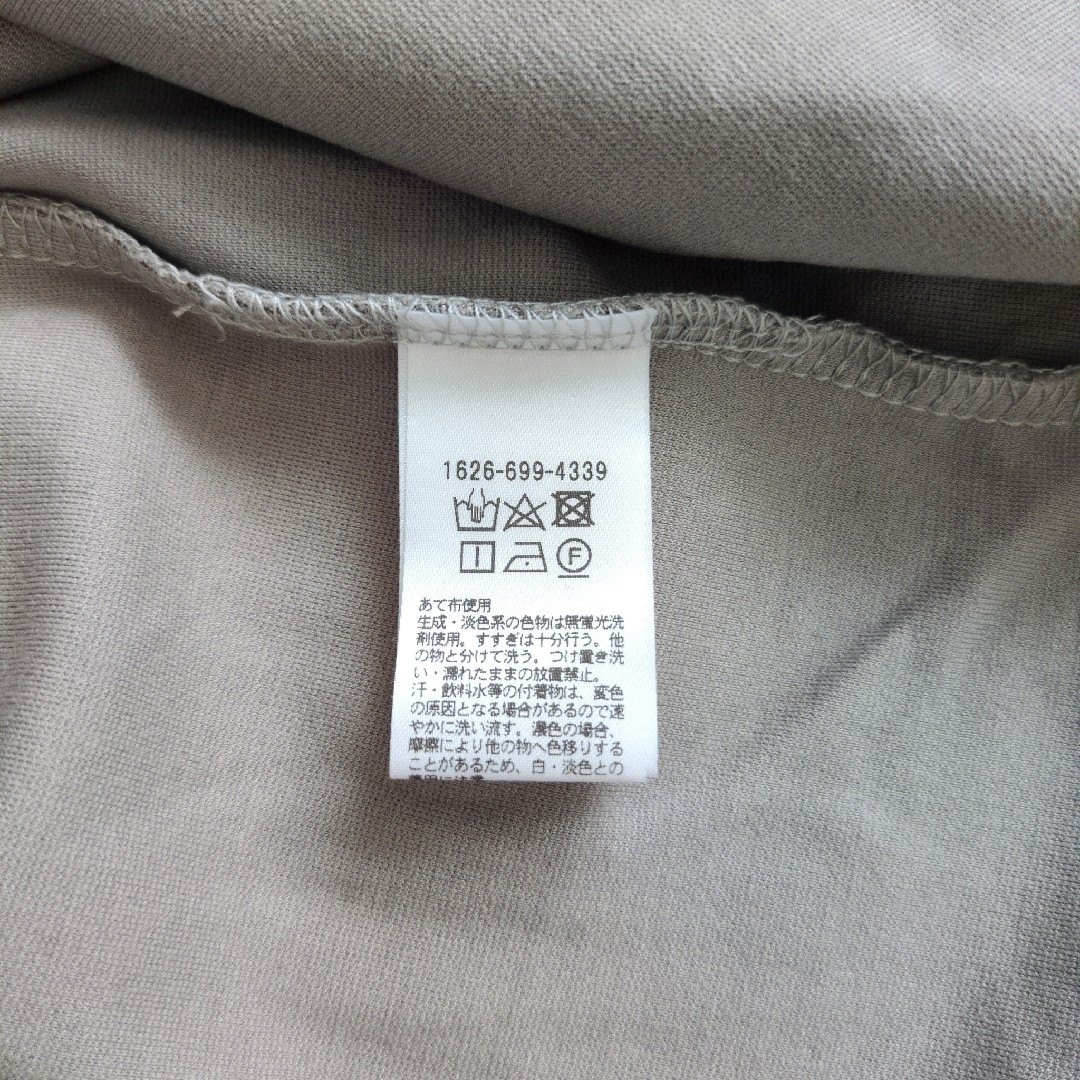 1626-699-4339
F
あて布使用
生成・淡色系の色物は無蛍光洗
剤使用。すすぎは十分行う。他
の物と分けて洗う。つけ置き洗
い・濡れたままの放置禁止。
汗・飲料水等の付着物は、変色
の原因となる場合があるので速
やかに洗い流す。濃色の場合、
摩擦により他の物へ色移りする
ことがあるため、白・淡色との